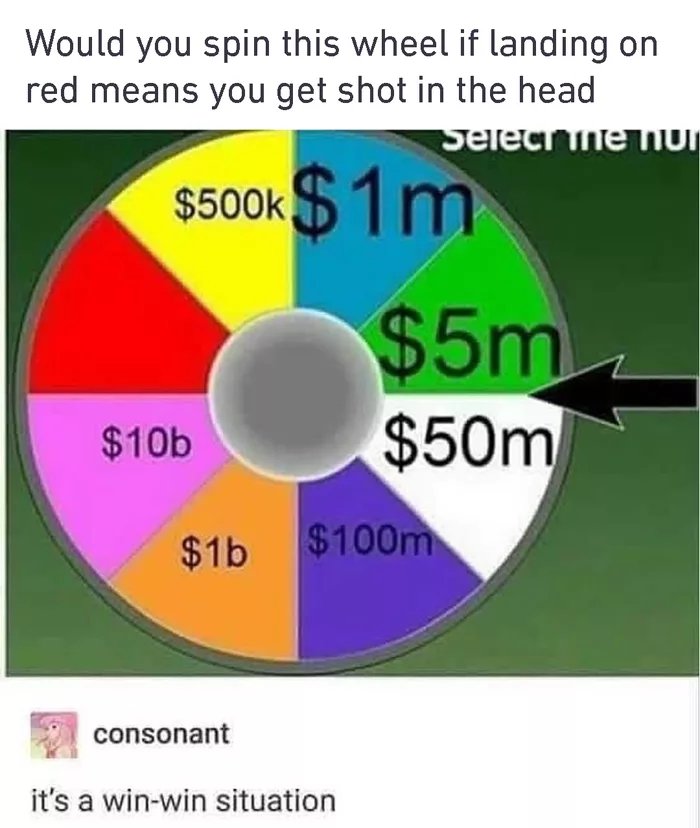 Would you spin this wheel if landing on
red means you get shot in the head
Select the
$500k
$1m
$5m
$50m
$100m
$1b
$10b
consonant
it's a win-win situation